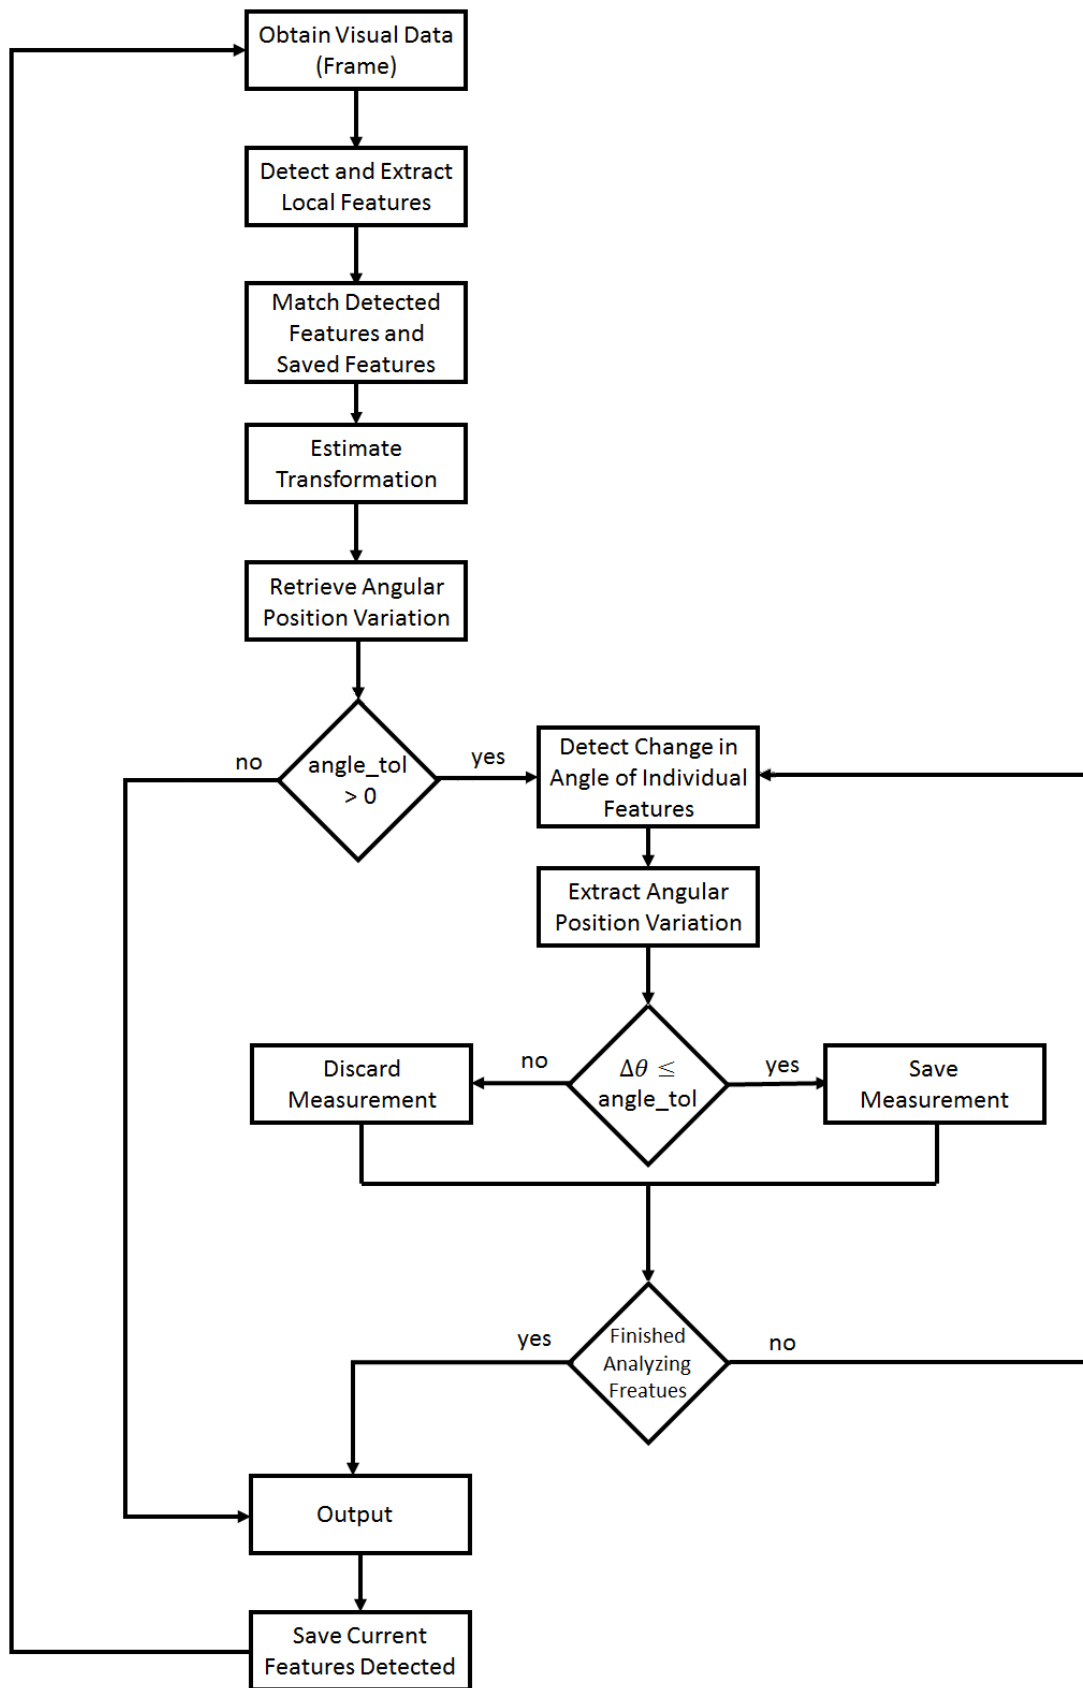 Obtain Visual Data
(Frame)
Detect and Extract
Local Features
Match Detected
Features and
Saved Features
Estimate
Transformation
Retrieve Angular
Position Variation
no
angle_tol
> 0
yes
Detect Change in
Angle of Individual
Features
Extract Angular
Position Variation
Discard
Measurement
no
Δθ ≤
angle_tol
yes
Save
Measurement
yes
Finished
Analyzing
Freatues
no
Output
Save Current
Features Detected